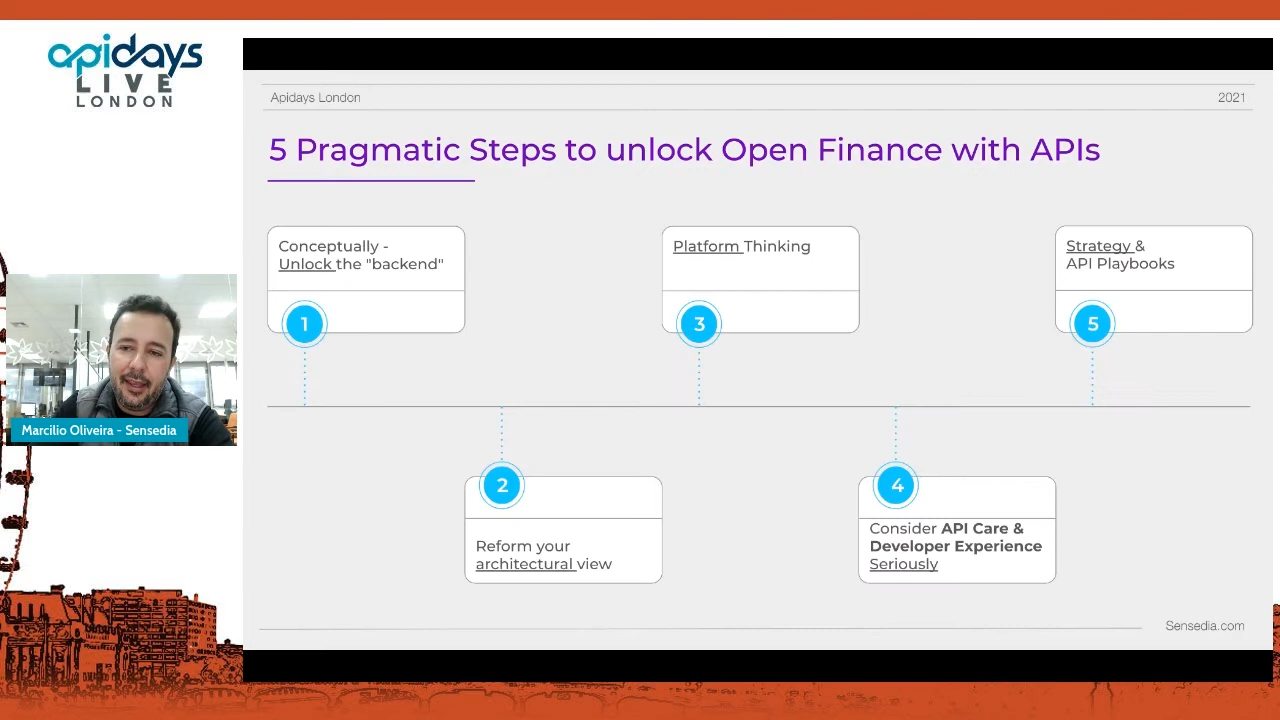 apidays
LIVE
LONDON
Apidays London
2021
5 Pragmatic Steps to unlock Open Finance with APIs
Conceptually -
Unlock the "backend"
1
Platform Thinking
3
Strategy &
API Playbooks
5
Marcilio Oliveira - Sensedia
2
Reform your
architectural view
4
Consider API Care &
Developer Experience
Seriously
Sensedia.com